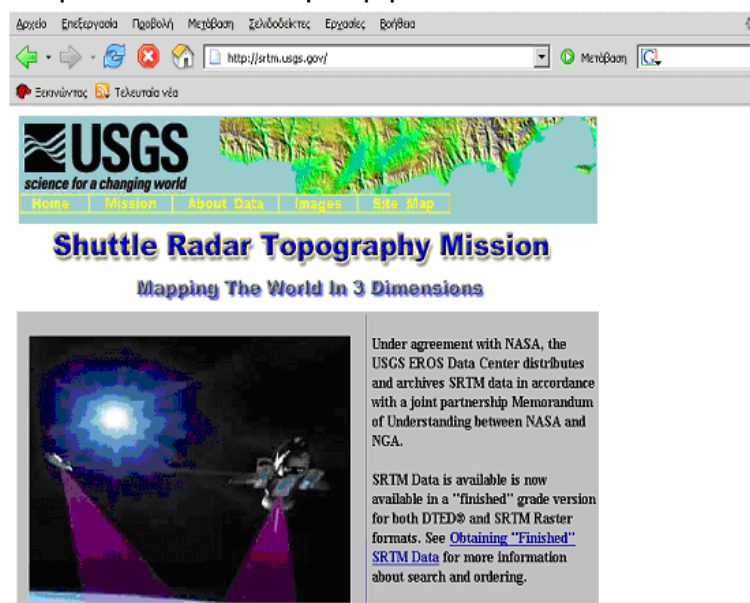 Αρχείο Επεξεργασία Προβολή Μετάβαση Σελιδοδείκτες Εργασίες Βοήθεια
http://srtm.usgs.gov/ Μετάβαση
Ξεκινώντας Τελευταία νέα
USGS
science for a changing world
Home Mission About Data Images Site Map
Shuttle Radar Topography Mission
Mapping The World In 3 Dimensions
Under agreement with NASA, the
USGS EROS Data Center distributes
and archives SRTM data in accordance
with a joint partnership Memorandum
of Understanding between NASA and
NGA.
SRTM Data is available is now
available in a "finished" grade version
for both DTED® and SRTM Raster
formats. See Obtaining "Finished"
SRTM Data for more information
about search and ordering.